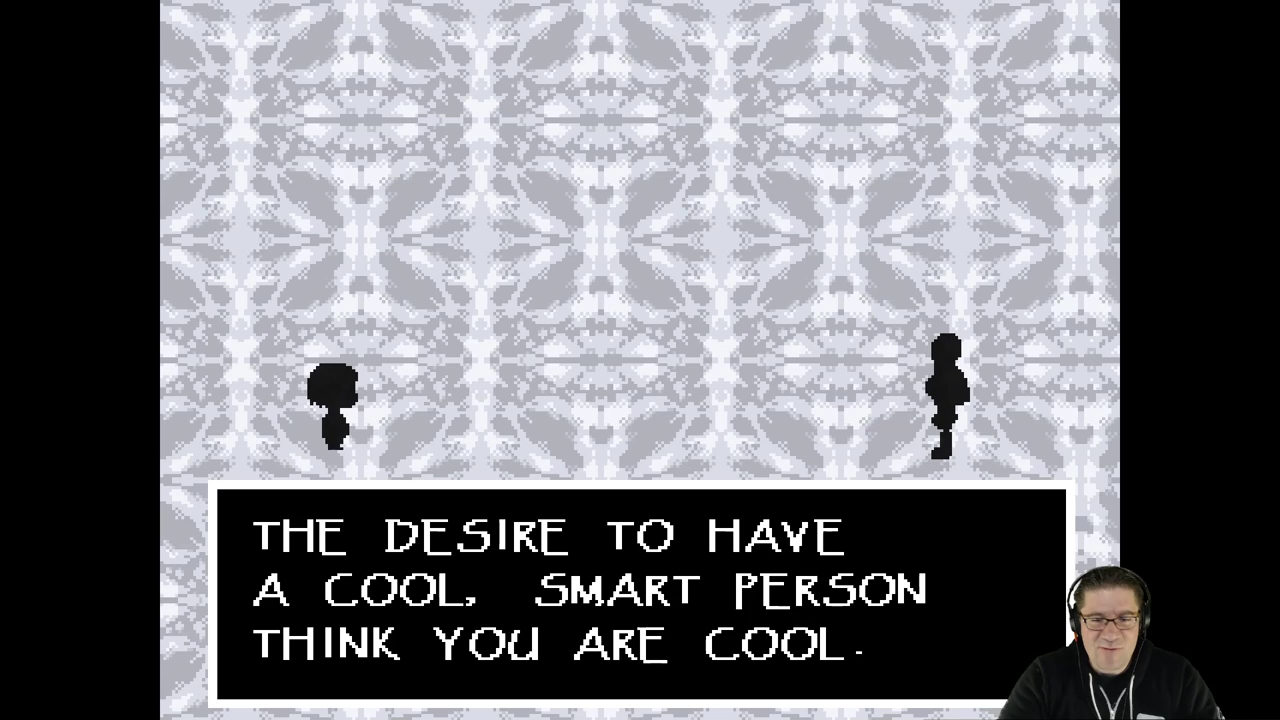 THE DESIRE TO HAVE
A COOL, SMART PERSON
THINK YOU ARE COOL.